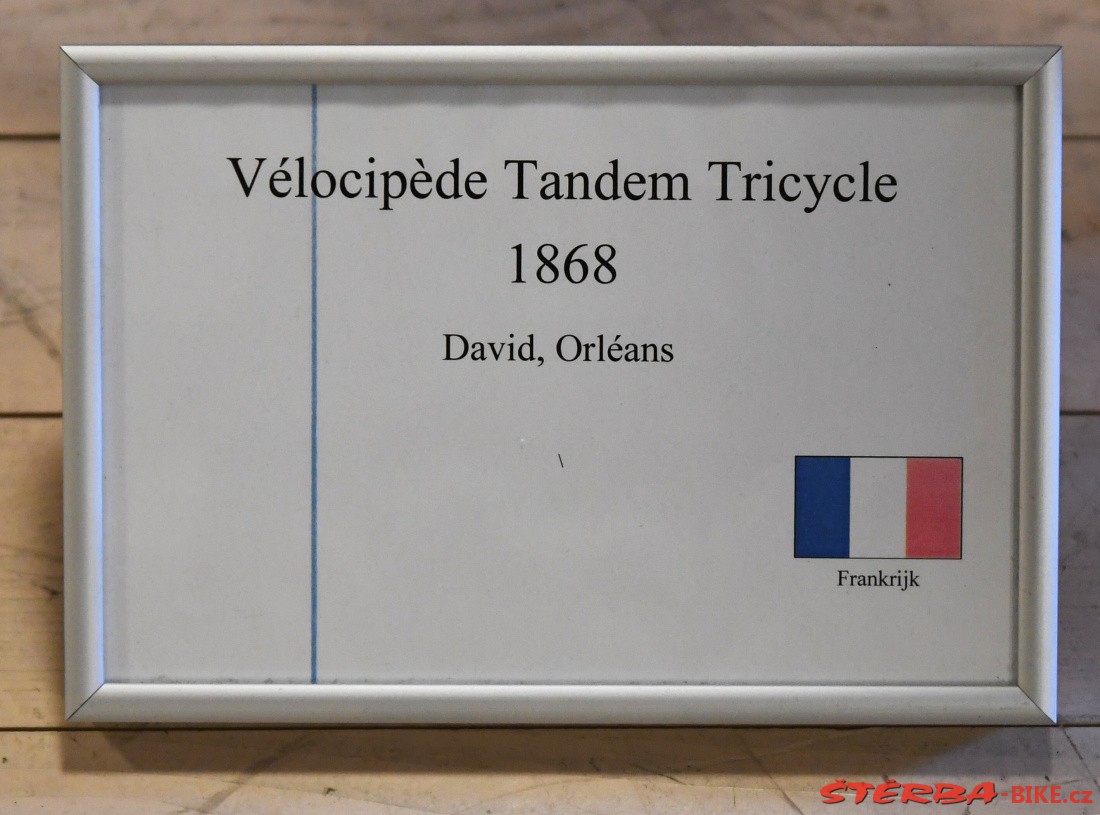 Vélocipède Tandem Tricycle
1868
David, Orléans
Frankrijk
ŠTĚRBA-BIKE.cz